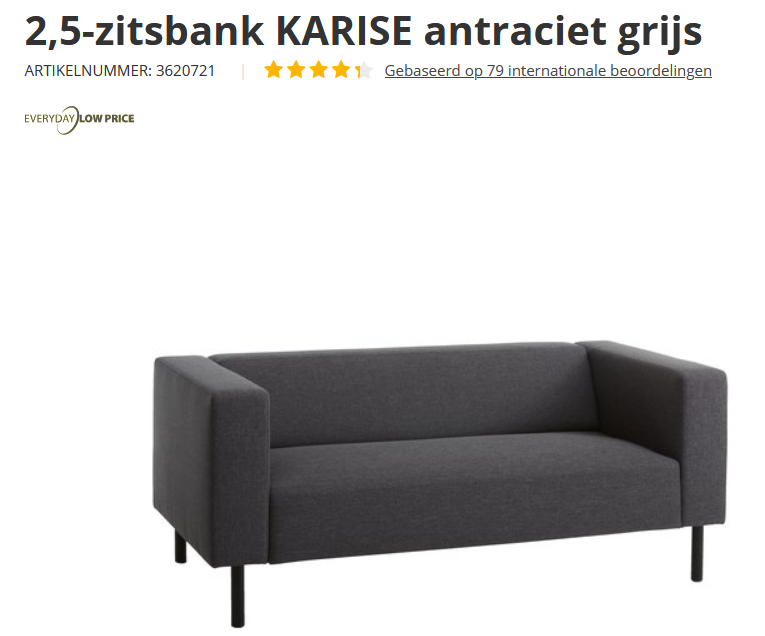 2,5-zitsbank KARISE antraciet grijs
ARTIKELNUMMER: 3620721 | Gebaseerd op 79 internationale beoordelingen
EVERYDAY LOW PRICE